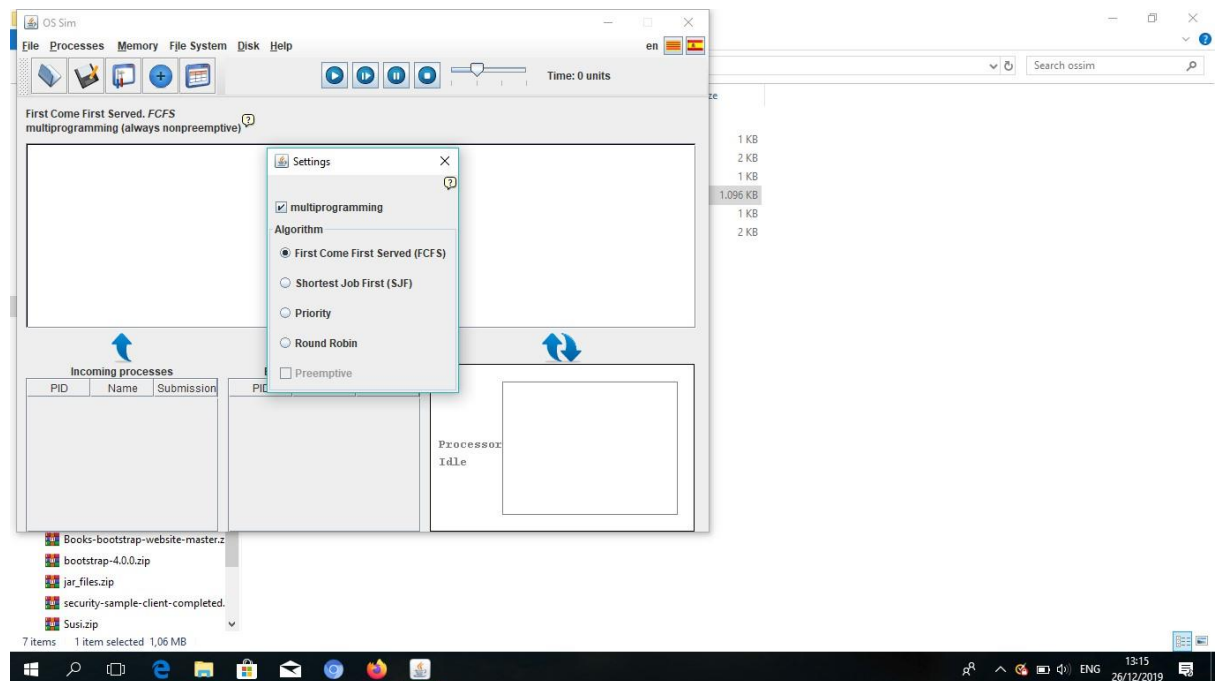 OS Sim
File Processes Memory File System Disk Help en
Time: 0 units
Search ossim
First Come First Served. FCFS
multiprogramming (always nonpreemptive)
Settings
multiprogramming
Algorithm
First Come First Served (FCFS)
Shortest Job First (SJF)
Priority
Round Robin
Preemptive
1 KB
2 KB
1 KB
1.096 KB
1 KB
2 KB
Incoming processes
PID Name Submission
Processor
Idle
Books-bootstrap-website-master.z
bootstrap-4.0.0.zip
jar_files.zip
security-sample-client-completed.
Susi.zip
7 items 1 item selected 1,06 MB
ENG
13:15
26/12/2019